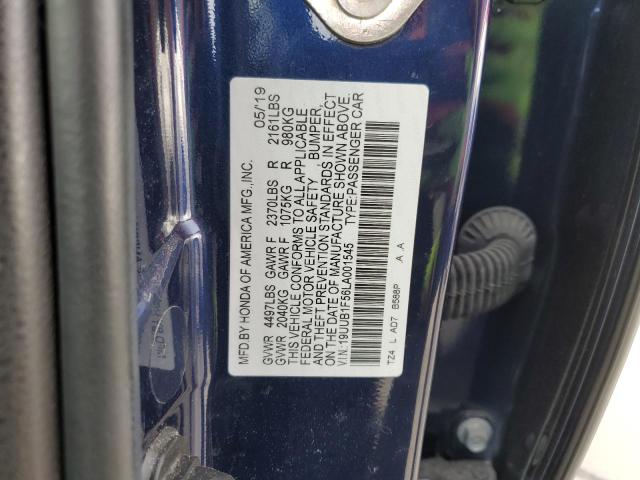 MFD.BY HONDA OF AMERICA MFG.,INC. 05/'19
GVWR 4497LBS GAWR F 2370LBS R 2161LBS
GVWR 2040KG GAWR F 1075KG R 980KG
THIS VEHICLE CONFORMS TO ALL APPLICABLE
FEDERAL MOTOR VEHICLE SAFETY , BUMPER,
AND THEFT PREVENTION STANDARDS IN EFFECT
ON THE DATE OF MANUFACTURE SHOWN ABOVE.
V.I.N.:19UUB1F56LA001545 TYPE:PASSENGER CAR
TZ4 L AD7 B588P A A